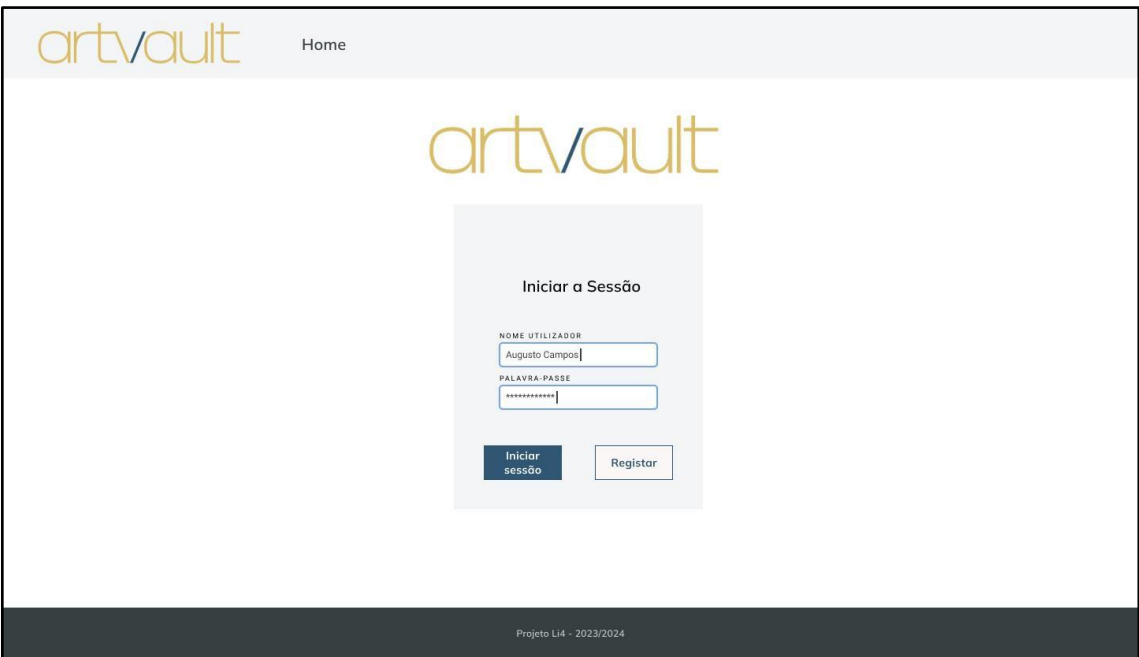 artvault
Home
artvault
Iniciar a Sessão
NOME UTILIZADOR
Augusto Campos
PALAVRA-PASSE
************
Iniciar
sessão
Registar
Projeto Li4 - 2023/2024